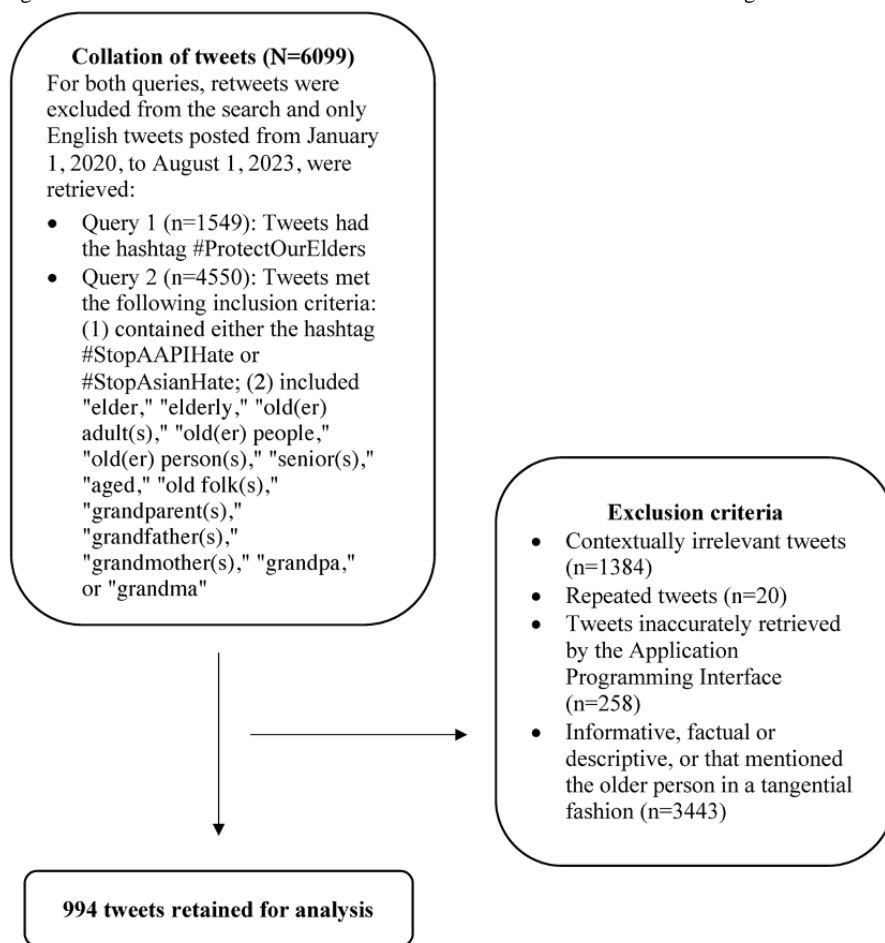 Collation of tweets (N=6099)
For both queries, retweets were
excluded from the search and only
English tweets posted from January
1, 2020, to August 1, 2023, were
retrieved:
• Query 1 (n=1549): Tweets had
the hashtag #ProtectOurElders
• Query 2 (n=4550): Tweets met
the following inclusion criteria:
(1) contained either the hashtag
#StopAAPIHate or
#StopAsianHate; (2) included
"elder," "elderly," "old(er)
adult(s)," "old(er) people,"
"old(er) person(s)," "senior(s),"
"aged," "old folk(s),"
"grandparent(s),"
"grandfather(s),"
"grandmother(s)," "grandpa,"
or "grandma"
Exclusion criteria
• Contextually irrelevant tweets
(n=1384)
• Repeated tweets (n=20)
• Tweets inaccurately retrieved
by the Application
Programming Interface
(n=258)
• Informative, factual or
descriptive, or that mentioned
the older person in a tangential
fashion (n=3443)
994 tweets retained for analysis